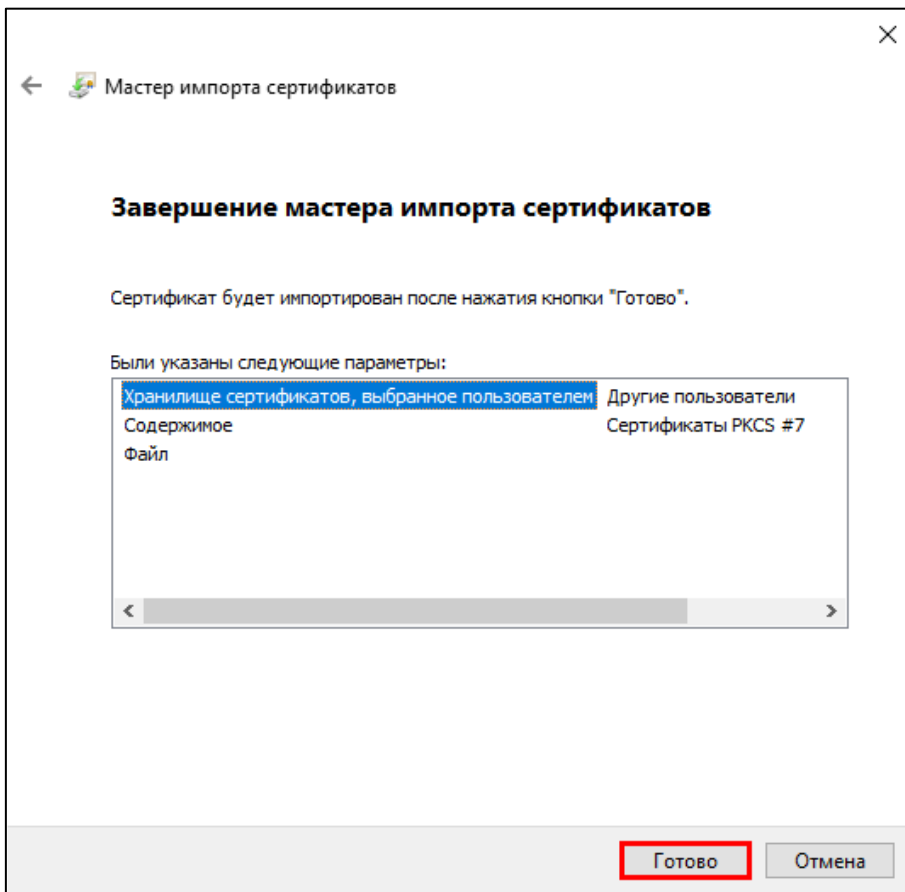 Мастер импорта сертификатов
Завершение мастера импорта сертификатов
Сертификат будет импортирован после нажатия кнопки "Готово".
Были указаны следующие параметры:
Хранилище сертификатов, выбранное пользователем Другие пользователи
Содержимое Сертификаты PKCS #7
Файл
Готово Отмена